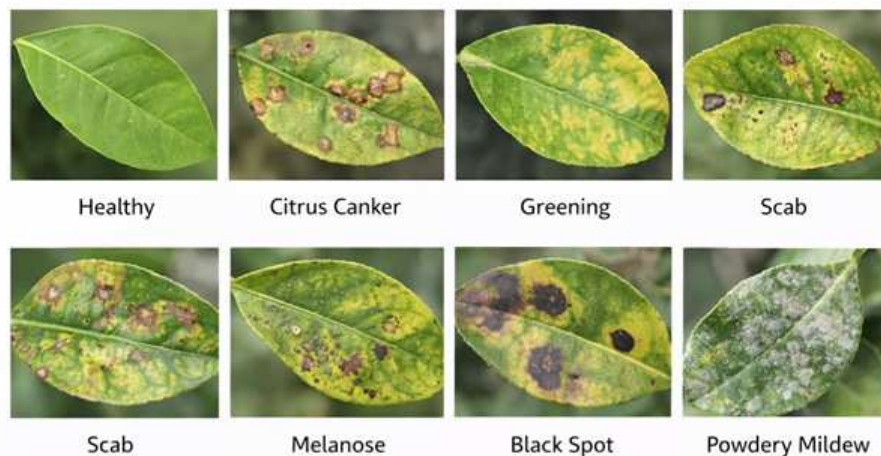 Healthy
Citrus Canker
Greening
Scab
Scab
Melanose
Black Spot
Powdery Mildew